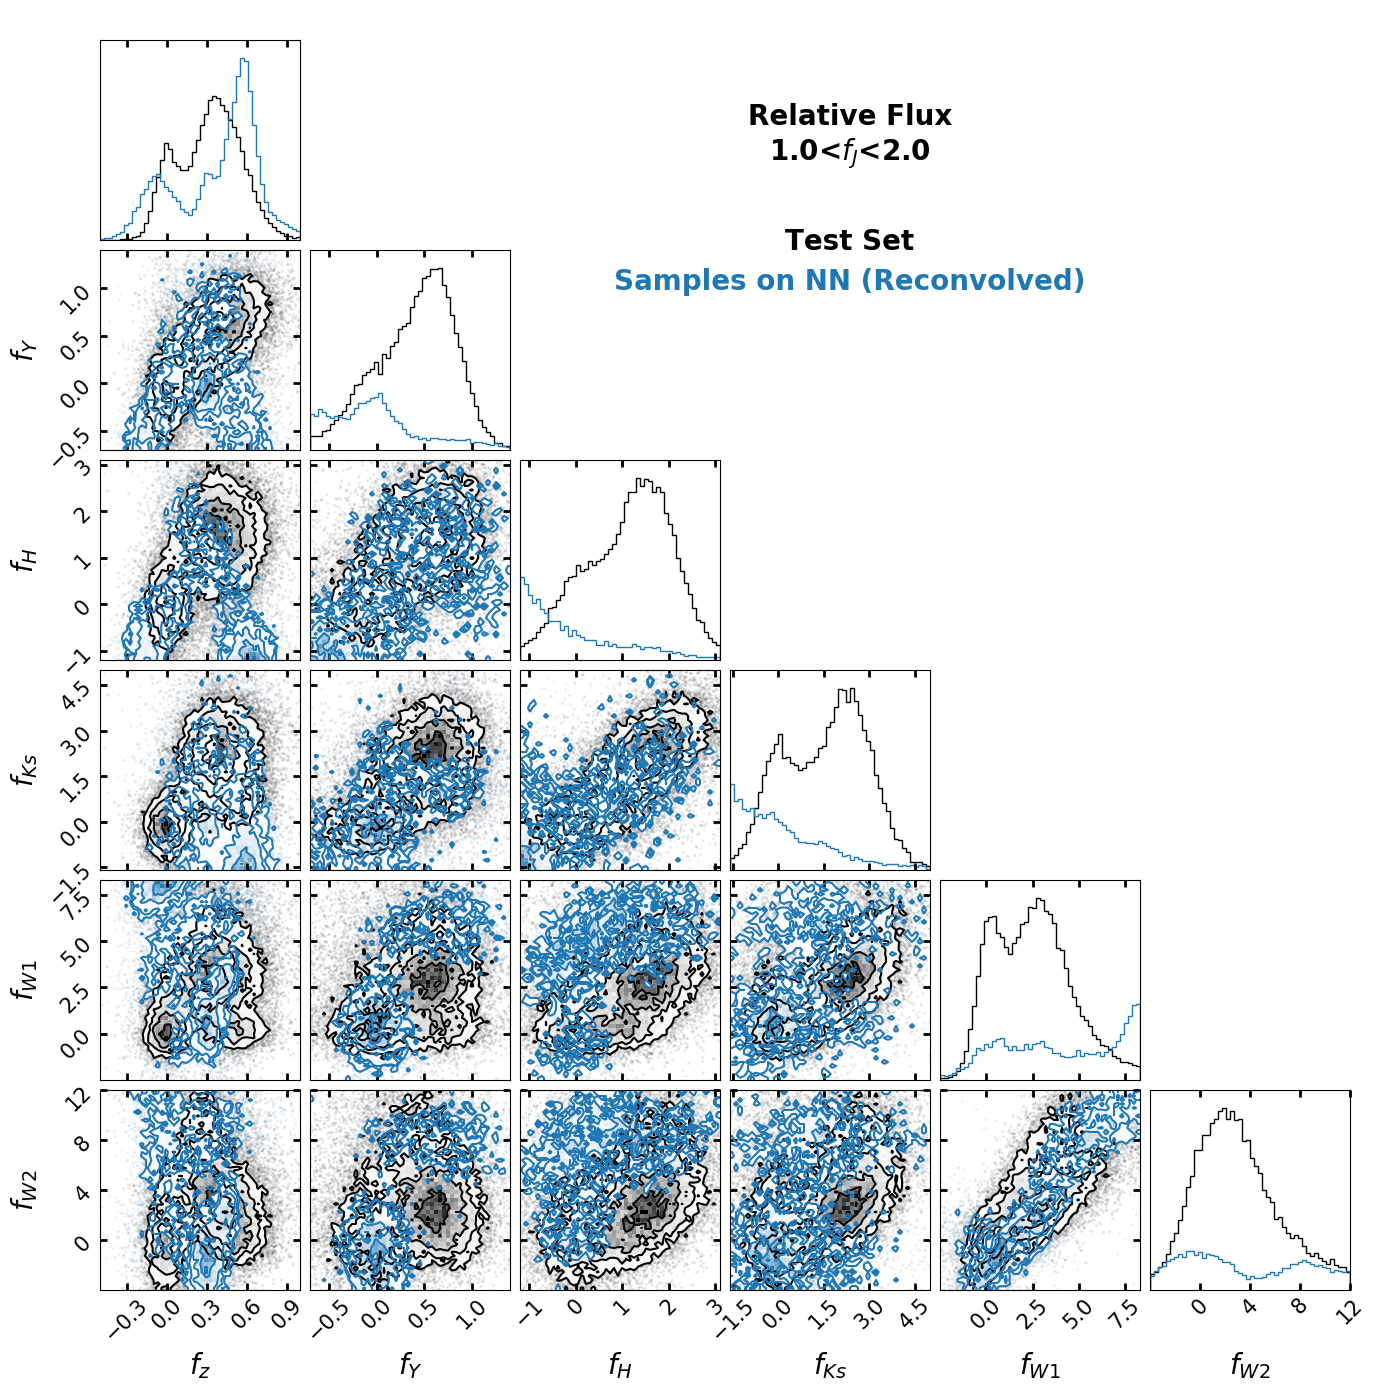 Relative Flux
1.0<f_J<2.0
Test Set
Samples on NN (Reconvolved)
f_Y
1.0
0.5
0.0
−0.5
f_H
3
2
1
0
−1
f_Ks
4.5
3.0
1.5
0.0
−1.5
f_W1
7.5
5.0
2.5
0.0
f_W2
12
8
4
0
−0.3 0.0 0.3 0.6 0.9
−0.5 0.0 0.5 1.0
−1 0 1 2 3
−1.5 0.0 1.5 3.0 4.5
0.0 2.5 5.0 7.5
0 4 8 12
f_z f_Y f_H f_Ks f_W1 f_W2